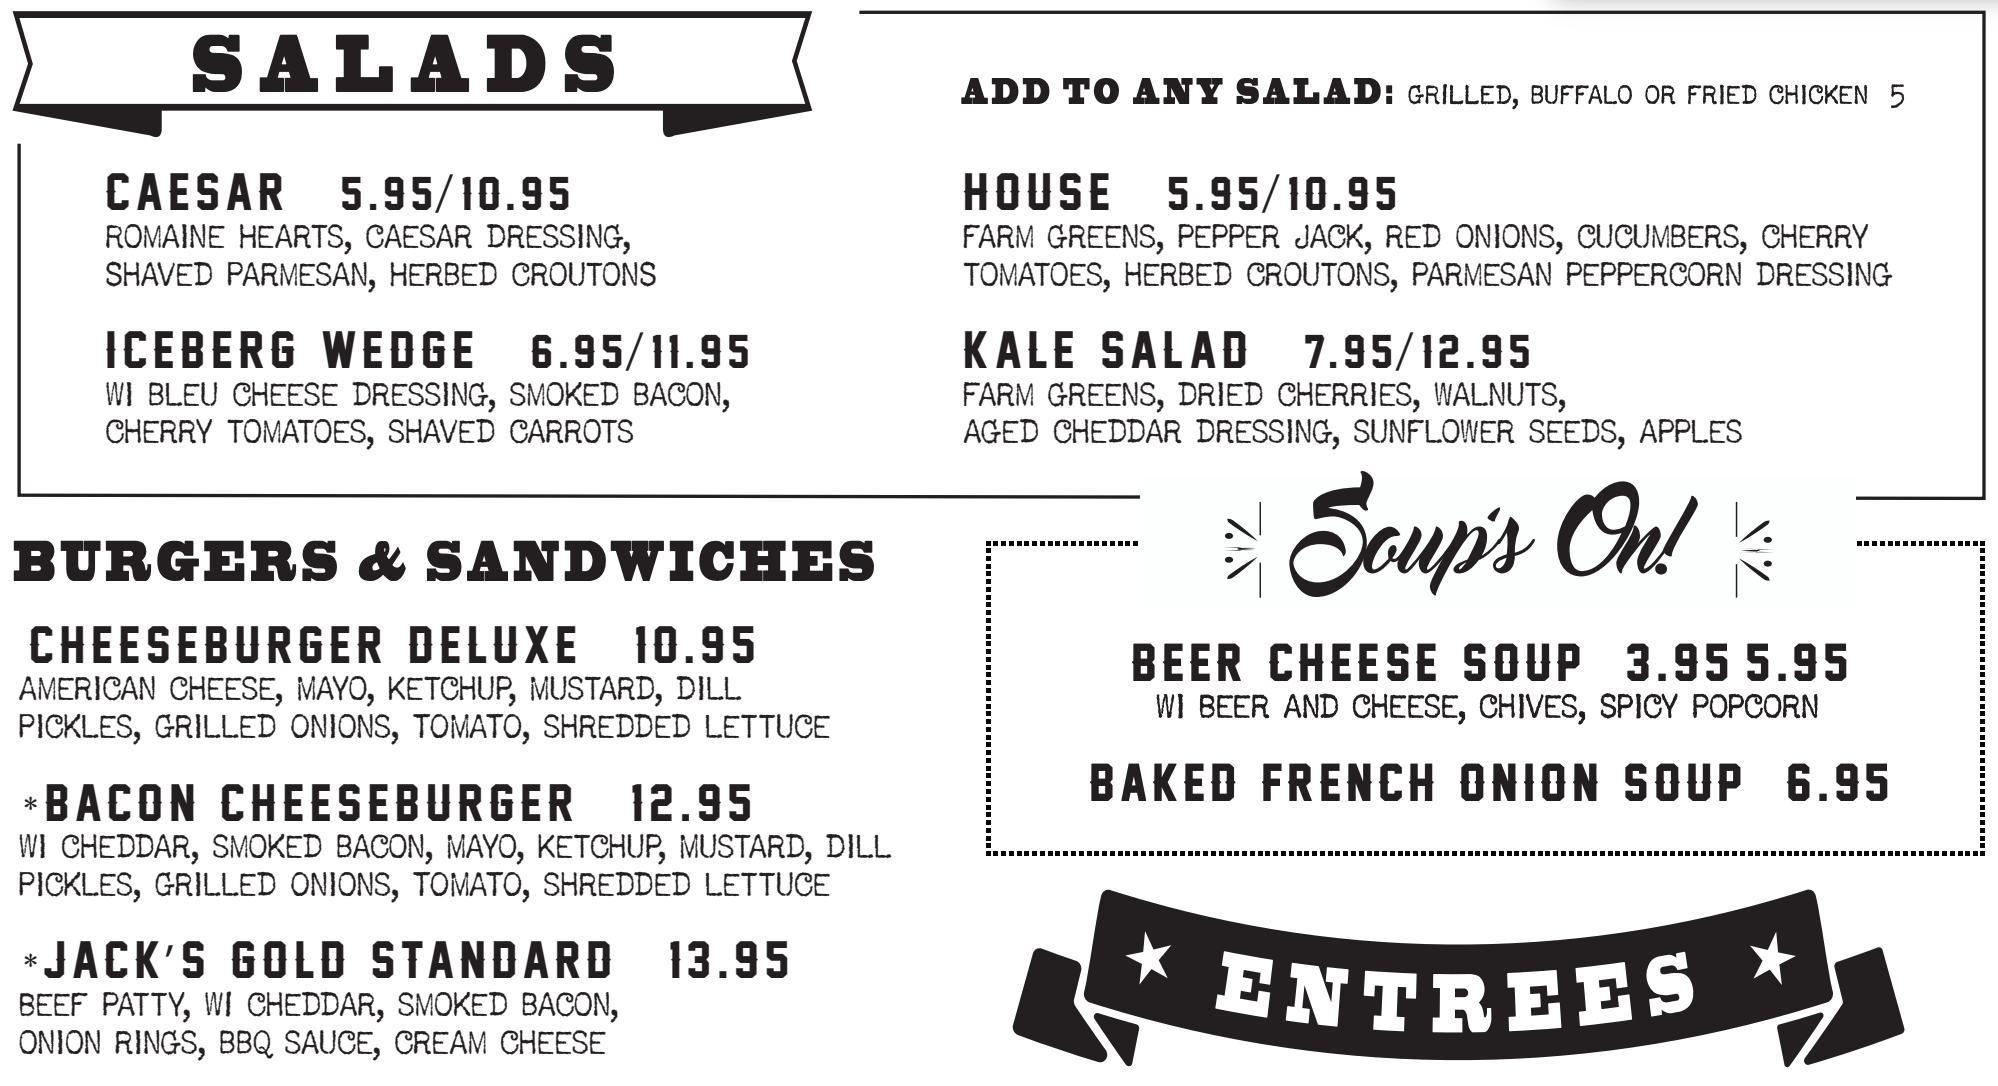 SALADS
ADD TO ANY SALAD: GRILLED, BUFFALO OR FRIED CHICKEN 5
CAESAR 5.95/10.95
ROMAINE HEARTS, CAESAR DRESSING,
SHAVED PARMESAN, HERBED CROUTONS
HOUSE 5.95/10.95
FARM GREENS, PEPPER JACK, RED ONIONS, CUCUMBERS, CHERRY
TOMATOES, HERBED CROUTONS, PARMESAN PEPPERCORN DRESSING
ICEBERG WEDGE 6.95/11.95
WI BLEU CHEESE DRESSING, SMOKED BACON,
CHERRY TOMATOES, SHAVED CARROTS
KALE SALAD 7.95/12.95
FARM GREENS, DRIED CHERRIES, WALNUTS,
AGED CHEDDAR DRESSING, SUNFLOWER SEEDS, APPLES
BURGERS & SANDWICHES
CHEESEBURGER DELUXE 10.95
AMERICAN CHEESE, MAYO, KETCHUP, MUSTARD, DILL
PICKLES, GRILLED ONIONS, TOMATO, SHREDDED LETTUCE
*BACON CHEESEBURGER 12.95
WI CHEDDAR, SMOKED BACON, MAYO, KETCHUP, MUSTARD, DILL
PICKLES, GRILLED ONIONS, TOMATO, SHREDDED LETTUCE
*JACK'S GOLD STANDARD 13.95
BEEF PATTY, WI CHEDDAR, SMOKED BACON,
ONION RINGS, BBQ SAUCE, CREAM CHEESE
Soup's On!
BEER CHEESE SOUP 3.95 5.95
WI BEER AND CHEESE, CHIVES, SPICY POPCORN
BAKED FRENCH ONION SOUP 6.95
ENTREES